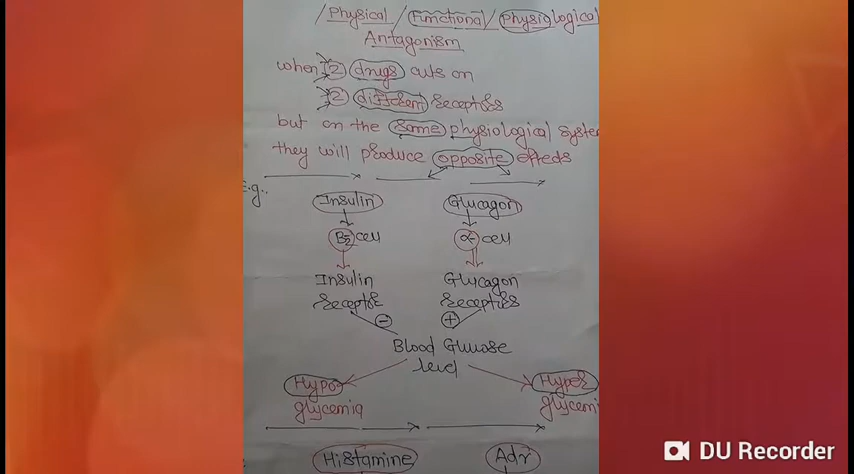 /Physical / Functional / physiological
Antagonism
when 2 drugs acts on
2 different receptors
but on the same physiological system
they will produce opposite effects
E.g.,
Insulin Glucagon
β- cell α- cell
Insulin Glucagon
receptor receptors
- +
Blood Glucose
level
Hypo- Hyper
glycemia glycemi
Histamine Adr
DU Recorder